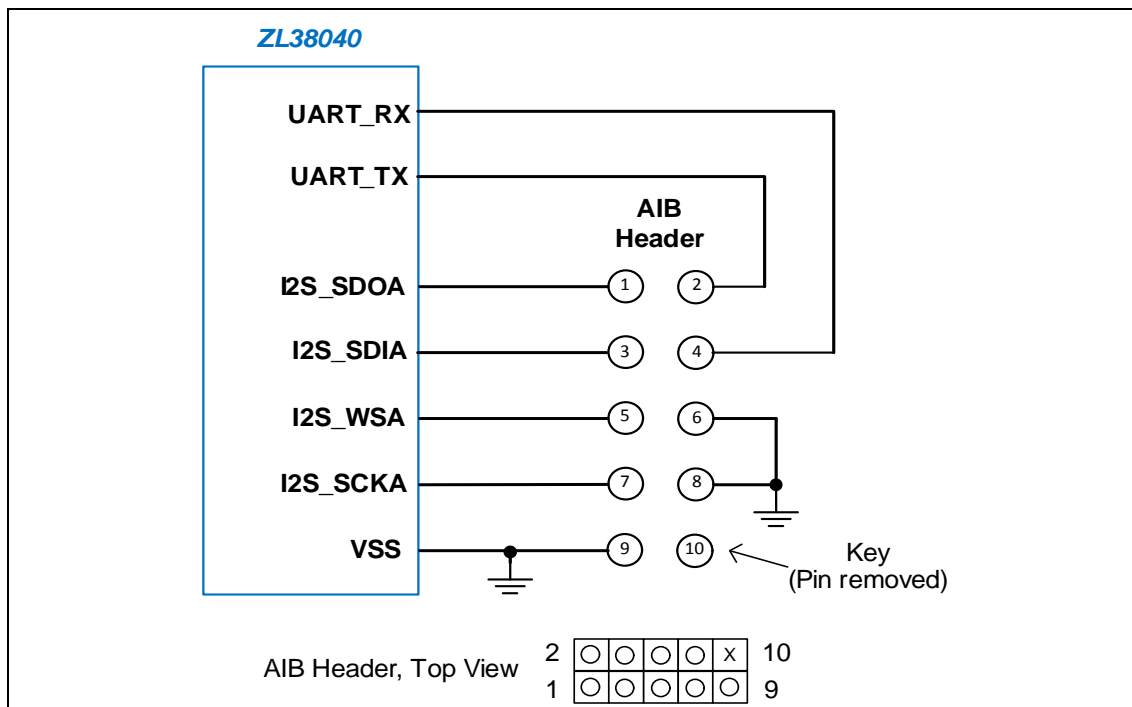 ZL38040
UART_RX
UART_TX
AIB
Header
I2S_SDOA 1 2
I2S_SDIA 3 4
I2S_WSA 5 6
I2S_SCKA 7 8
VSS 9 10
Key
(Pin removed)
AIB Header, Top View
2 X 10
1 9